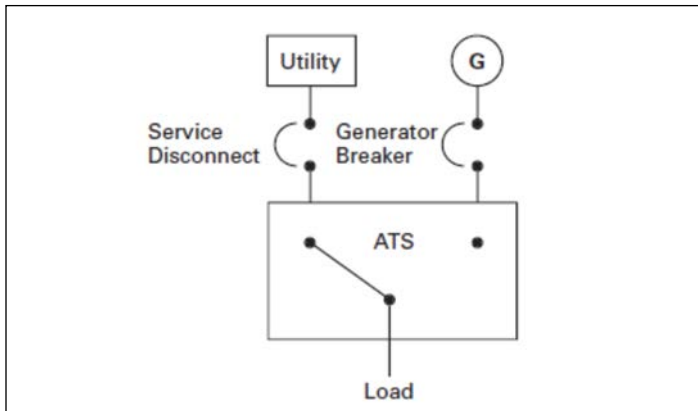 Utility
G
Service
Disconnect
Generator
Breaker
ATS
Load